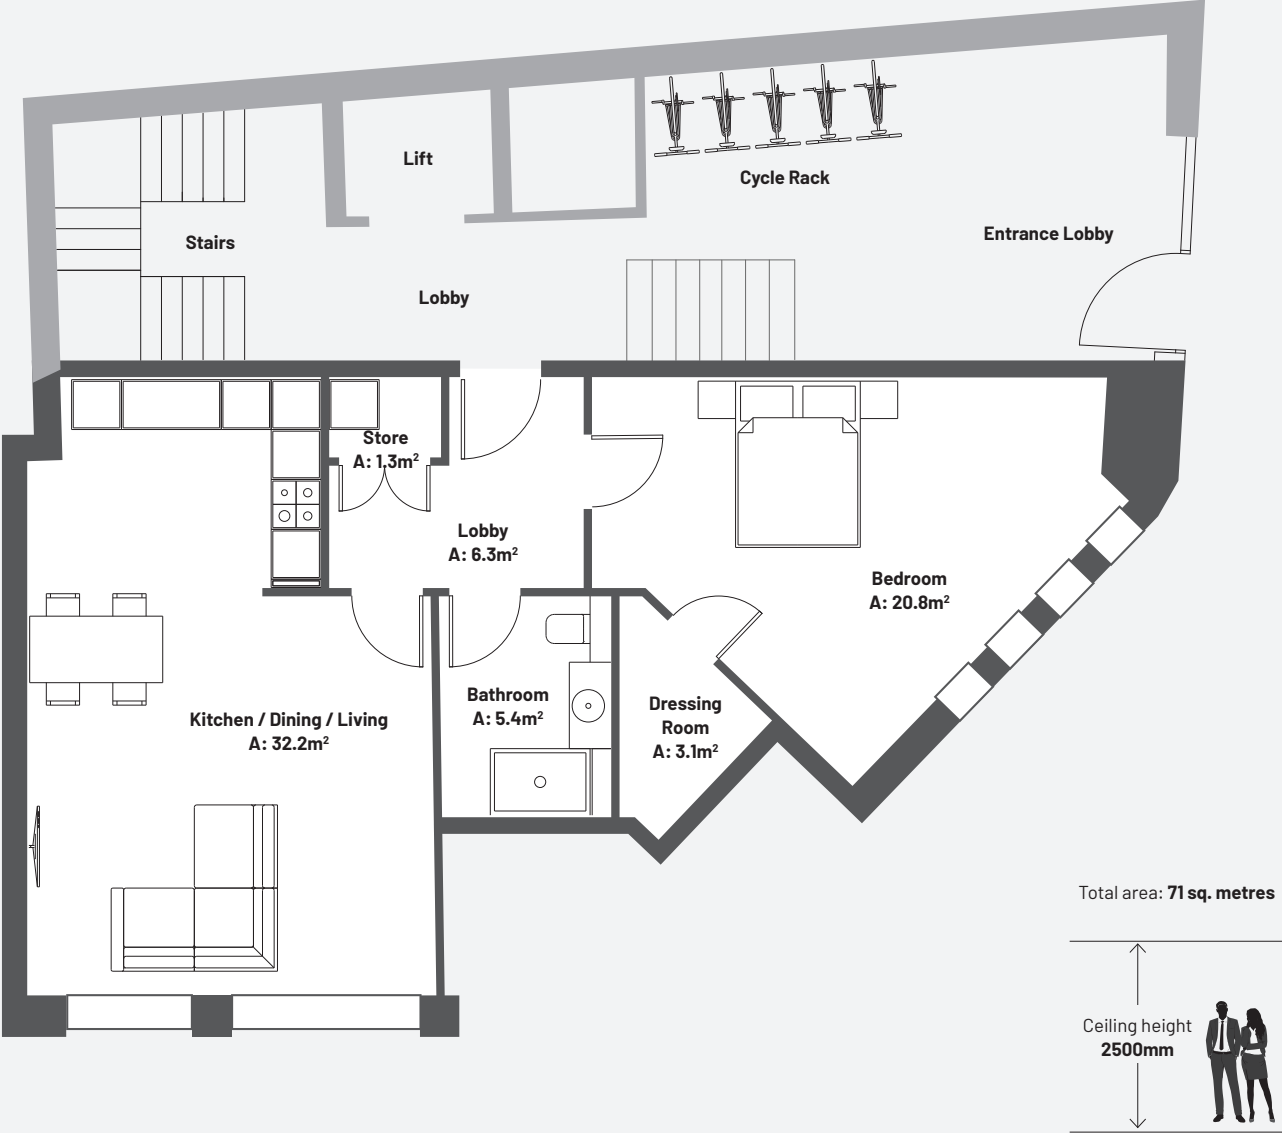 Lift
Cycle Rack
Entrance Lobby
Stairs
Lobby
Store
A: 1.3m²
Lobby
A: 6.3m²
Bedroom
A: 20.8m²
Bathroom
A: 5.4m²
Dressing
Room
A: 3.1m²
Kitchen / Dining / Living
A: 32.2m²
Total area: 71 sq. metres
Ceiling height
2500mm